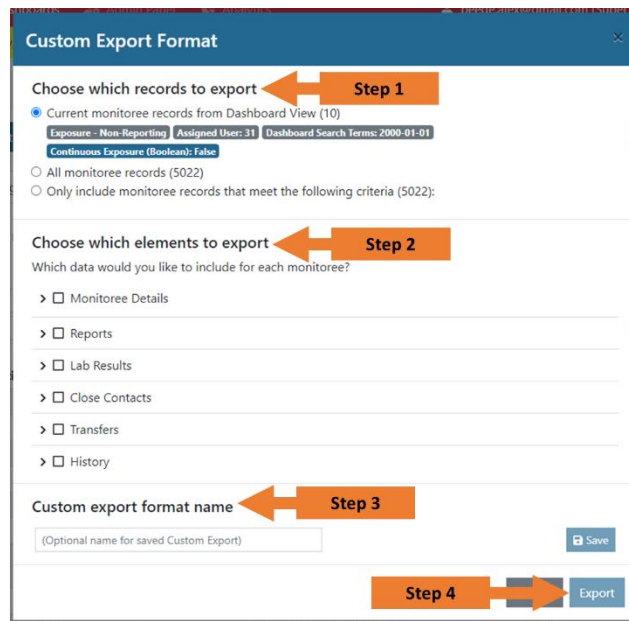 Custom Export Format
×
Choose which records to export
Step 1
Current monitoree records from Dashboard View (10)
Exposure - Non-Reporting Assigned User: 31 Dashboard Search Terms: 2000-01-01
Continuous Exposure (Boolean): False
All monitoree records (5022)
Only include monitoree records that meet the following criteria (5022):
Choose which elements to export
Step 2
Which data would you like to include for each monitoree?
Monitoree Details
Reports
Lab Results
Close Contacts
Transfers
History
Custom export format name
Step 3
(Optional name for saved Custom Export)
Save
Step 4
Export